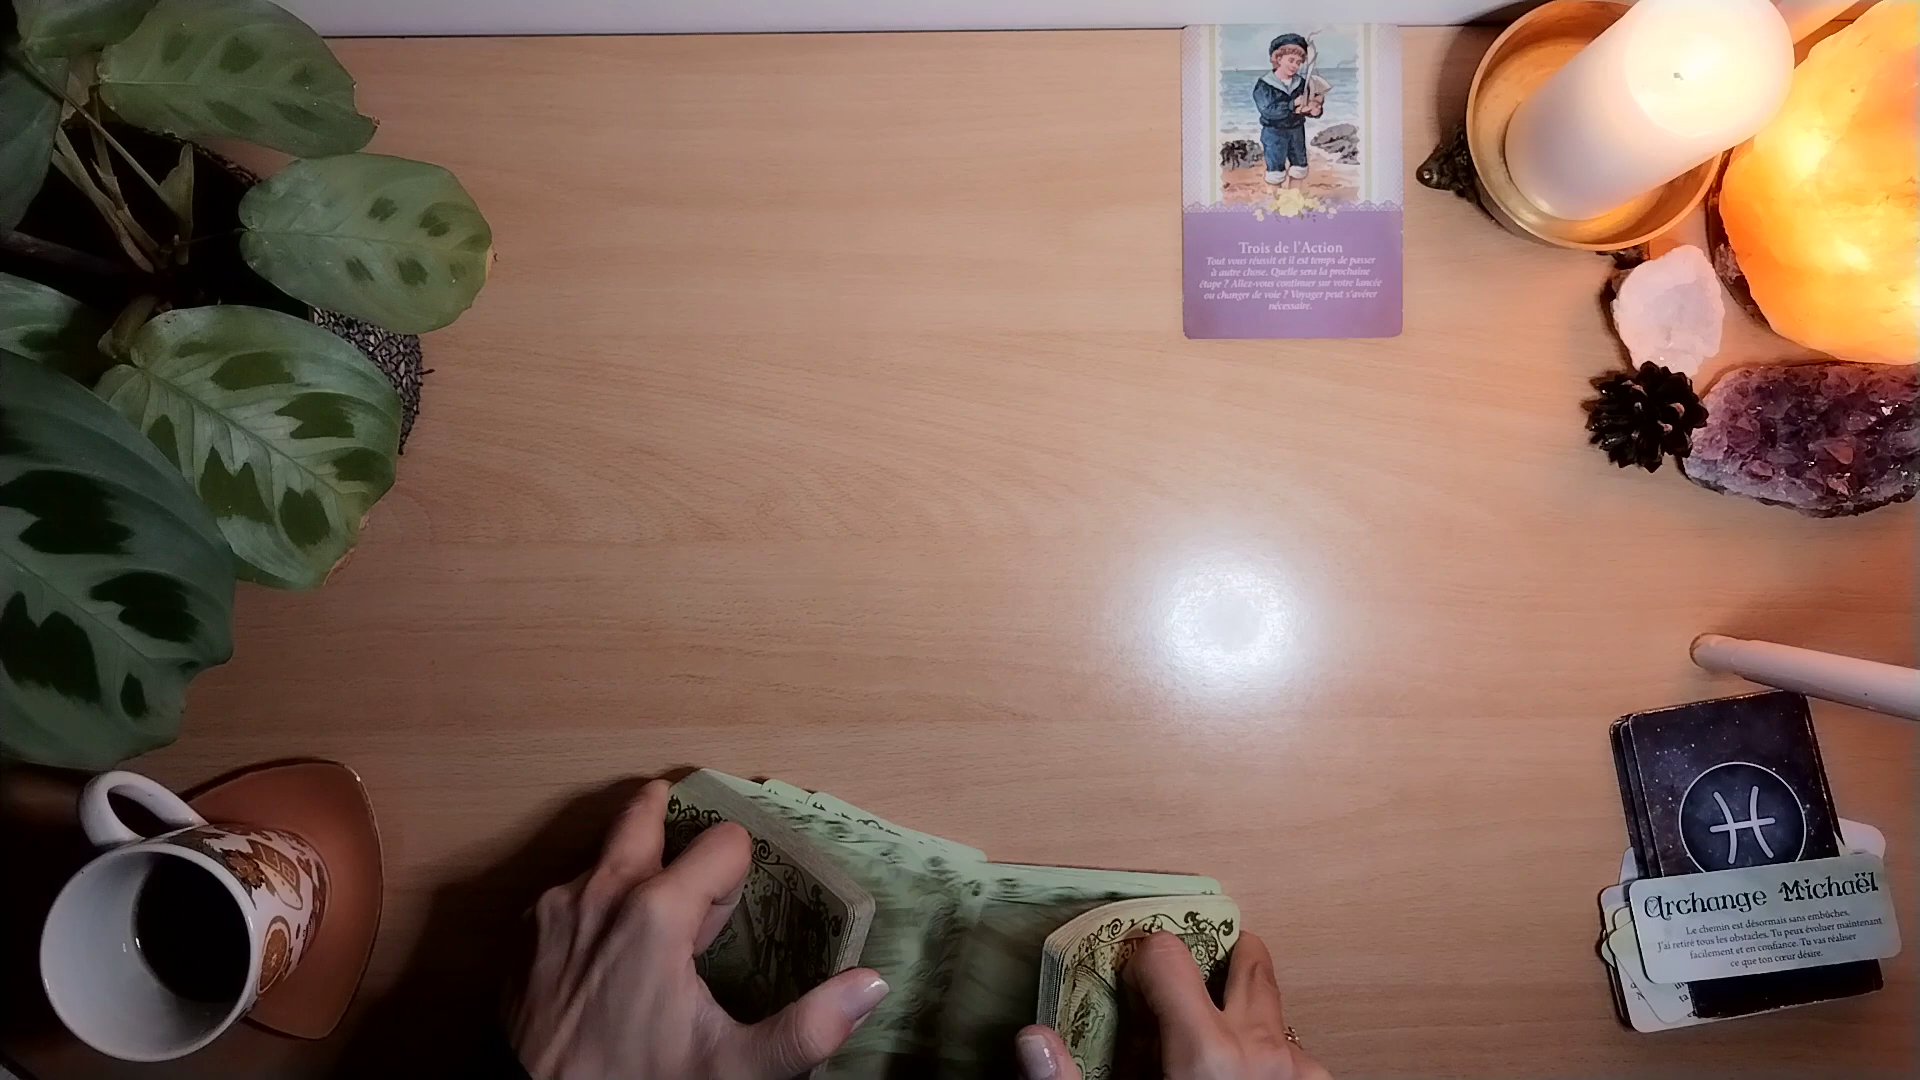 Trois de l'Action
Tout vous réussit et il est temps de passer
à autre chose. Quelle sera la prochaine
étape ? Allez-vous continuer sur votre lancée
ou changer de voie ? Voyager peut s'avérer
nécessaire.
Archange Michaël
Le chemin est désormais sans embûches.
J'ai retiré tous les obstacles. Tu peux évoluer maintenant
facilement et en confiance. Tu vas réaliser
ce que ton cœur désire.